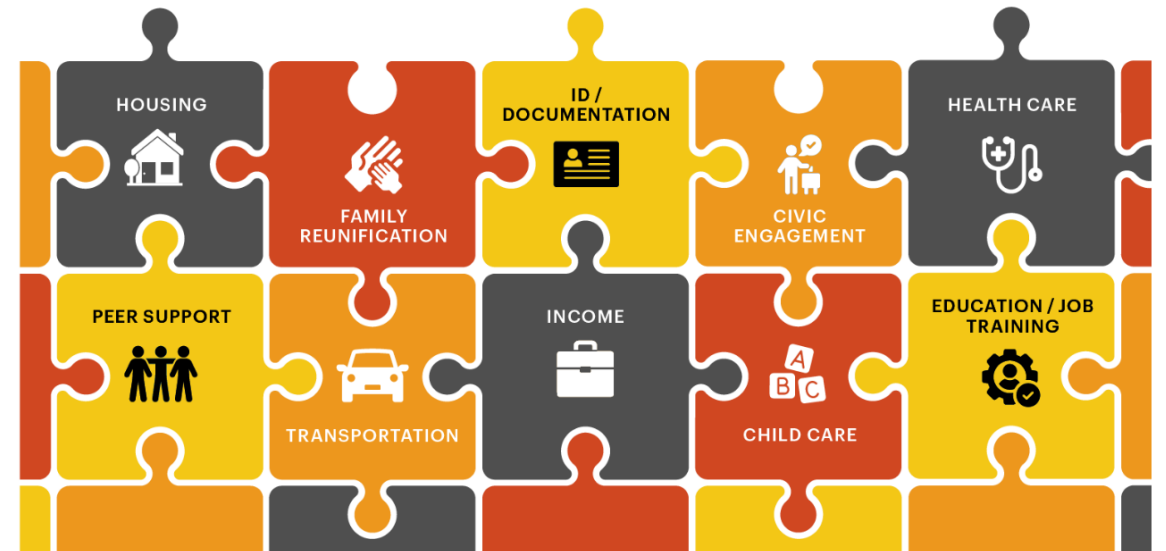 HOUSING
FAMILY
REUNIFICATION
ID /
DOCUMENTATION
CIVIC
ENGAGEMENT
HEALTH CARE
PEER SUPPORT
TRANSPORTATION
INCOME
A
B C
CHILD CARE
EDUCATION / JOB
TRAINING